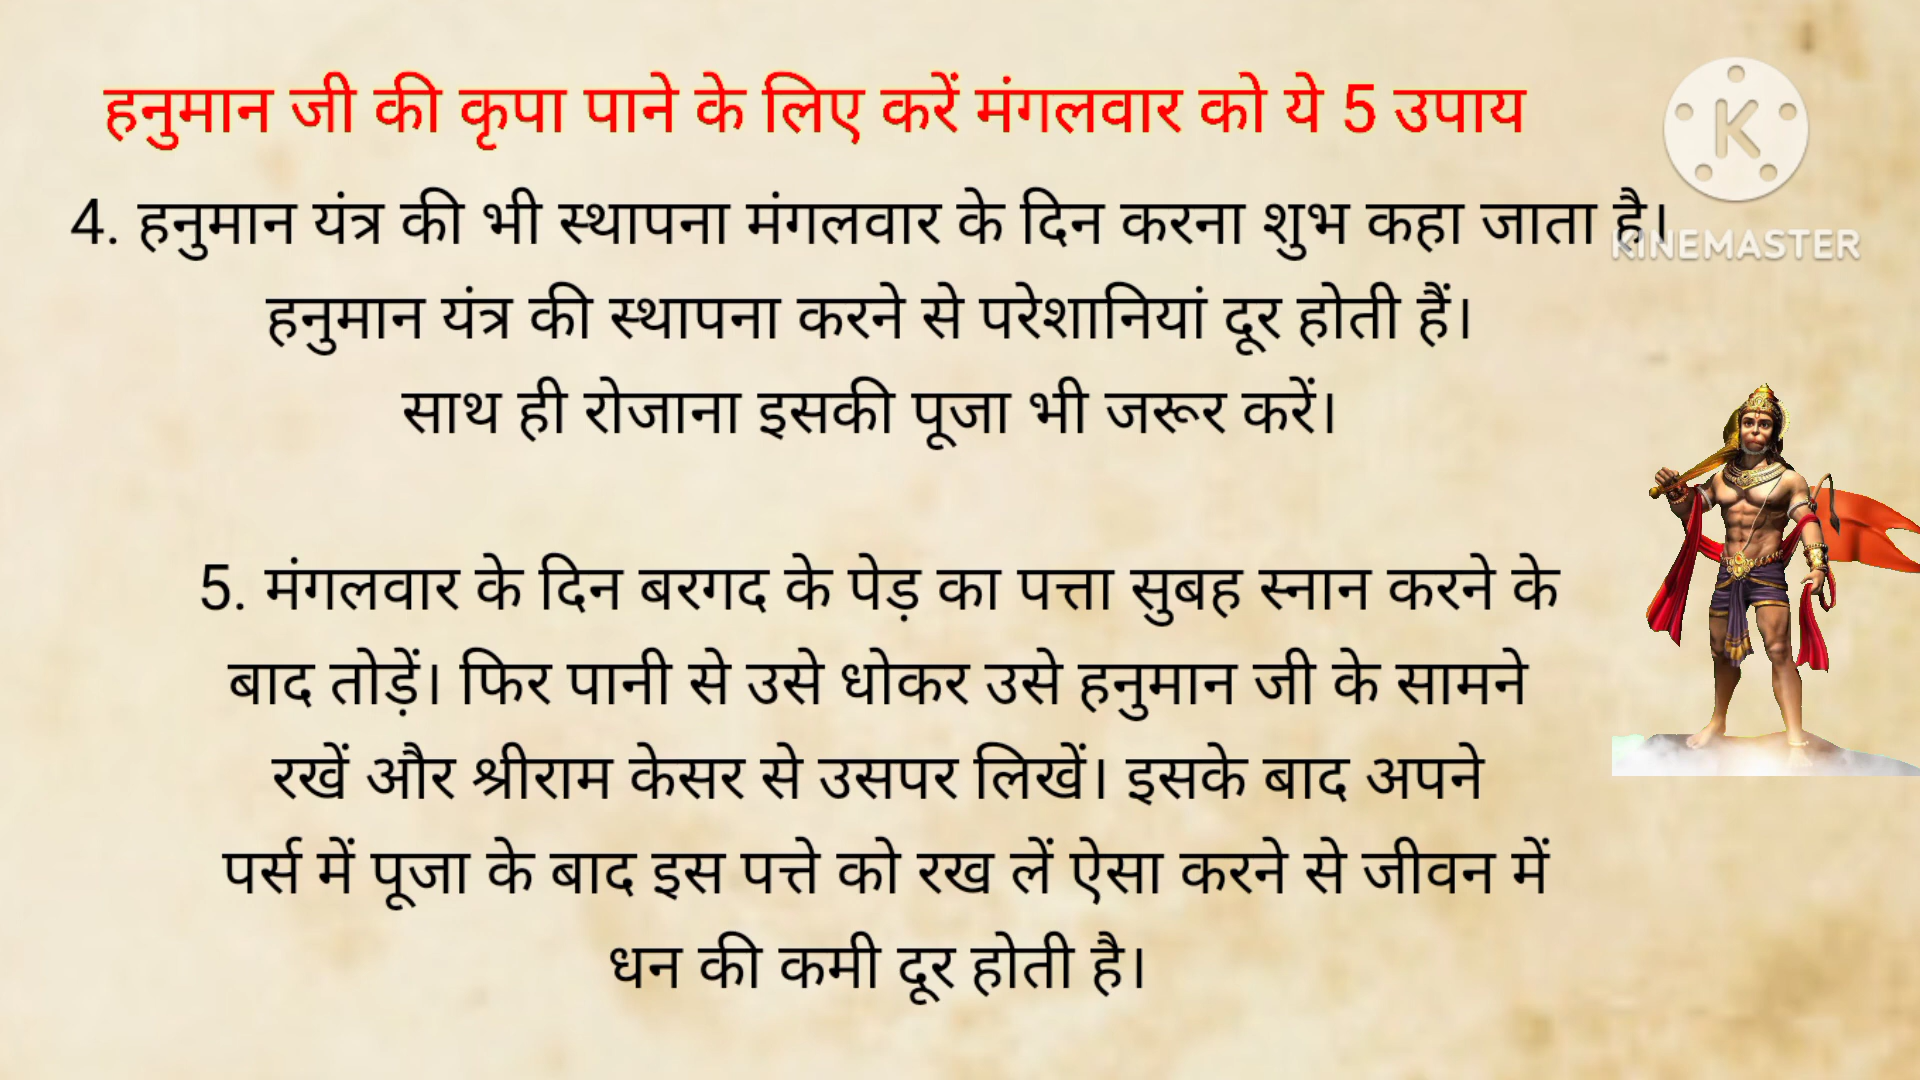 हनुमान जी की कृपा पाने के लिए करें मंगलवार को ये 5 उपाय
4. हनुमान यंत्र की भी स्थापना मंगलवार के दिन करना शुभ कहा जाता है।
हनुमान यंत्र की स्थापना करने से परेशानियां दूर होती हैं।
साथ ही रोजाना इसकी पूजा भी जरूर करें।
5. मंगलवार के दिन बरगद के पेड़ का पत्ता सुबह स्नान करने के
बाद तोड़ें। फिर पानी से उसे धोकर उसे हनुमान जी के सामने
रखें और श्रीराम केसर से उसपर लिखें। इसके बाद अपने
पर्स में पूजा के बाद इस पत्ते को रख लें ऐसा करने से जीवन में
धन की कमी दूर होती है।
K
KINEMASTER